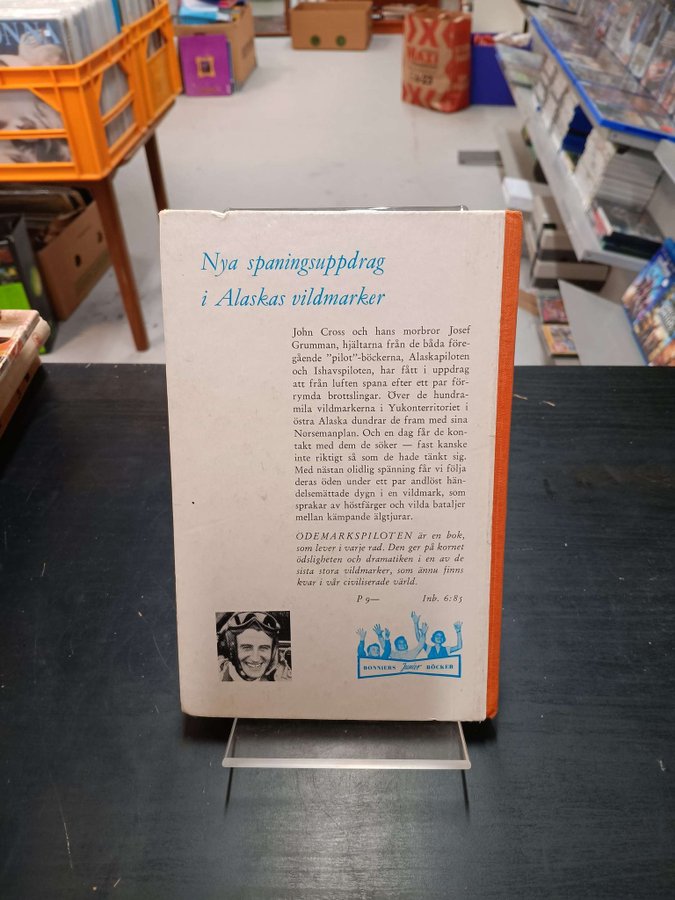 Nya spaningsuppdrag
i Alaskas vildmarker
John Cross och hans morbror Josef
Grumman, hjältarna från de båda före-
gående ”pilot”-böckerna, Alaskapiloten
och Ishavspiloten, har fått i uppdrag
att från luften spana efter ett par för-
rymda brottslingar. Över de hundra-
mila vildmarkerna i Yukonterritoriet i
östra Alaska dundrar de fram med sina
Norsemanplan. Och en dag får de kon-
takt med dem de söker — fast kanske
inte riktigt så som de hade tänkt sig.
Med nästan olidlig spänning får vi följa
deras öden under ett par andlöst hän-
delsemättade dygn i en vildmark, som
sprakar av höstfärger och vilda bataljer
mellan kämpande älgtjurar.
ÖDEMARKSPILOTEN är en bok,
som lever i varje rad. Den ger på kornet
ödsligheten och dramatiken i en av de
sista stora vildmarker, som ännu finns
kvar i vår civiliserade värld.
P 9— Inb. 6:85
BONNIERS Junior BÖCKER